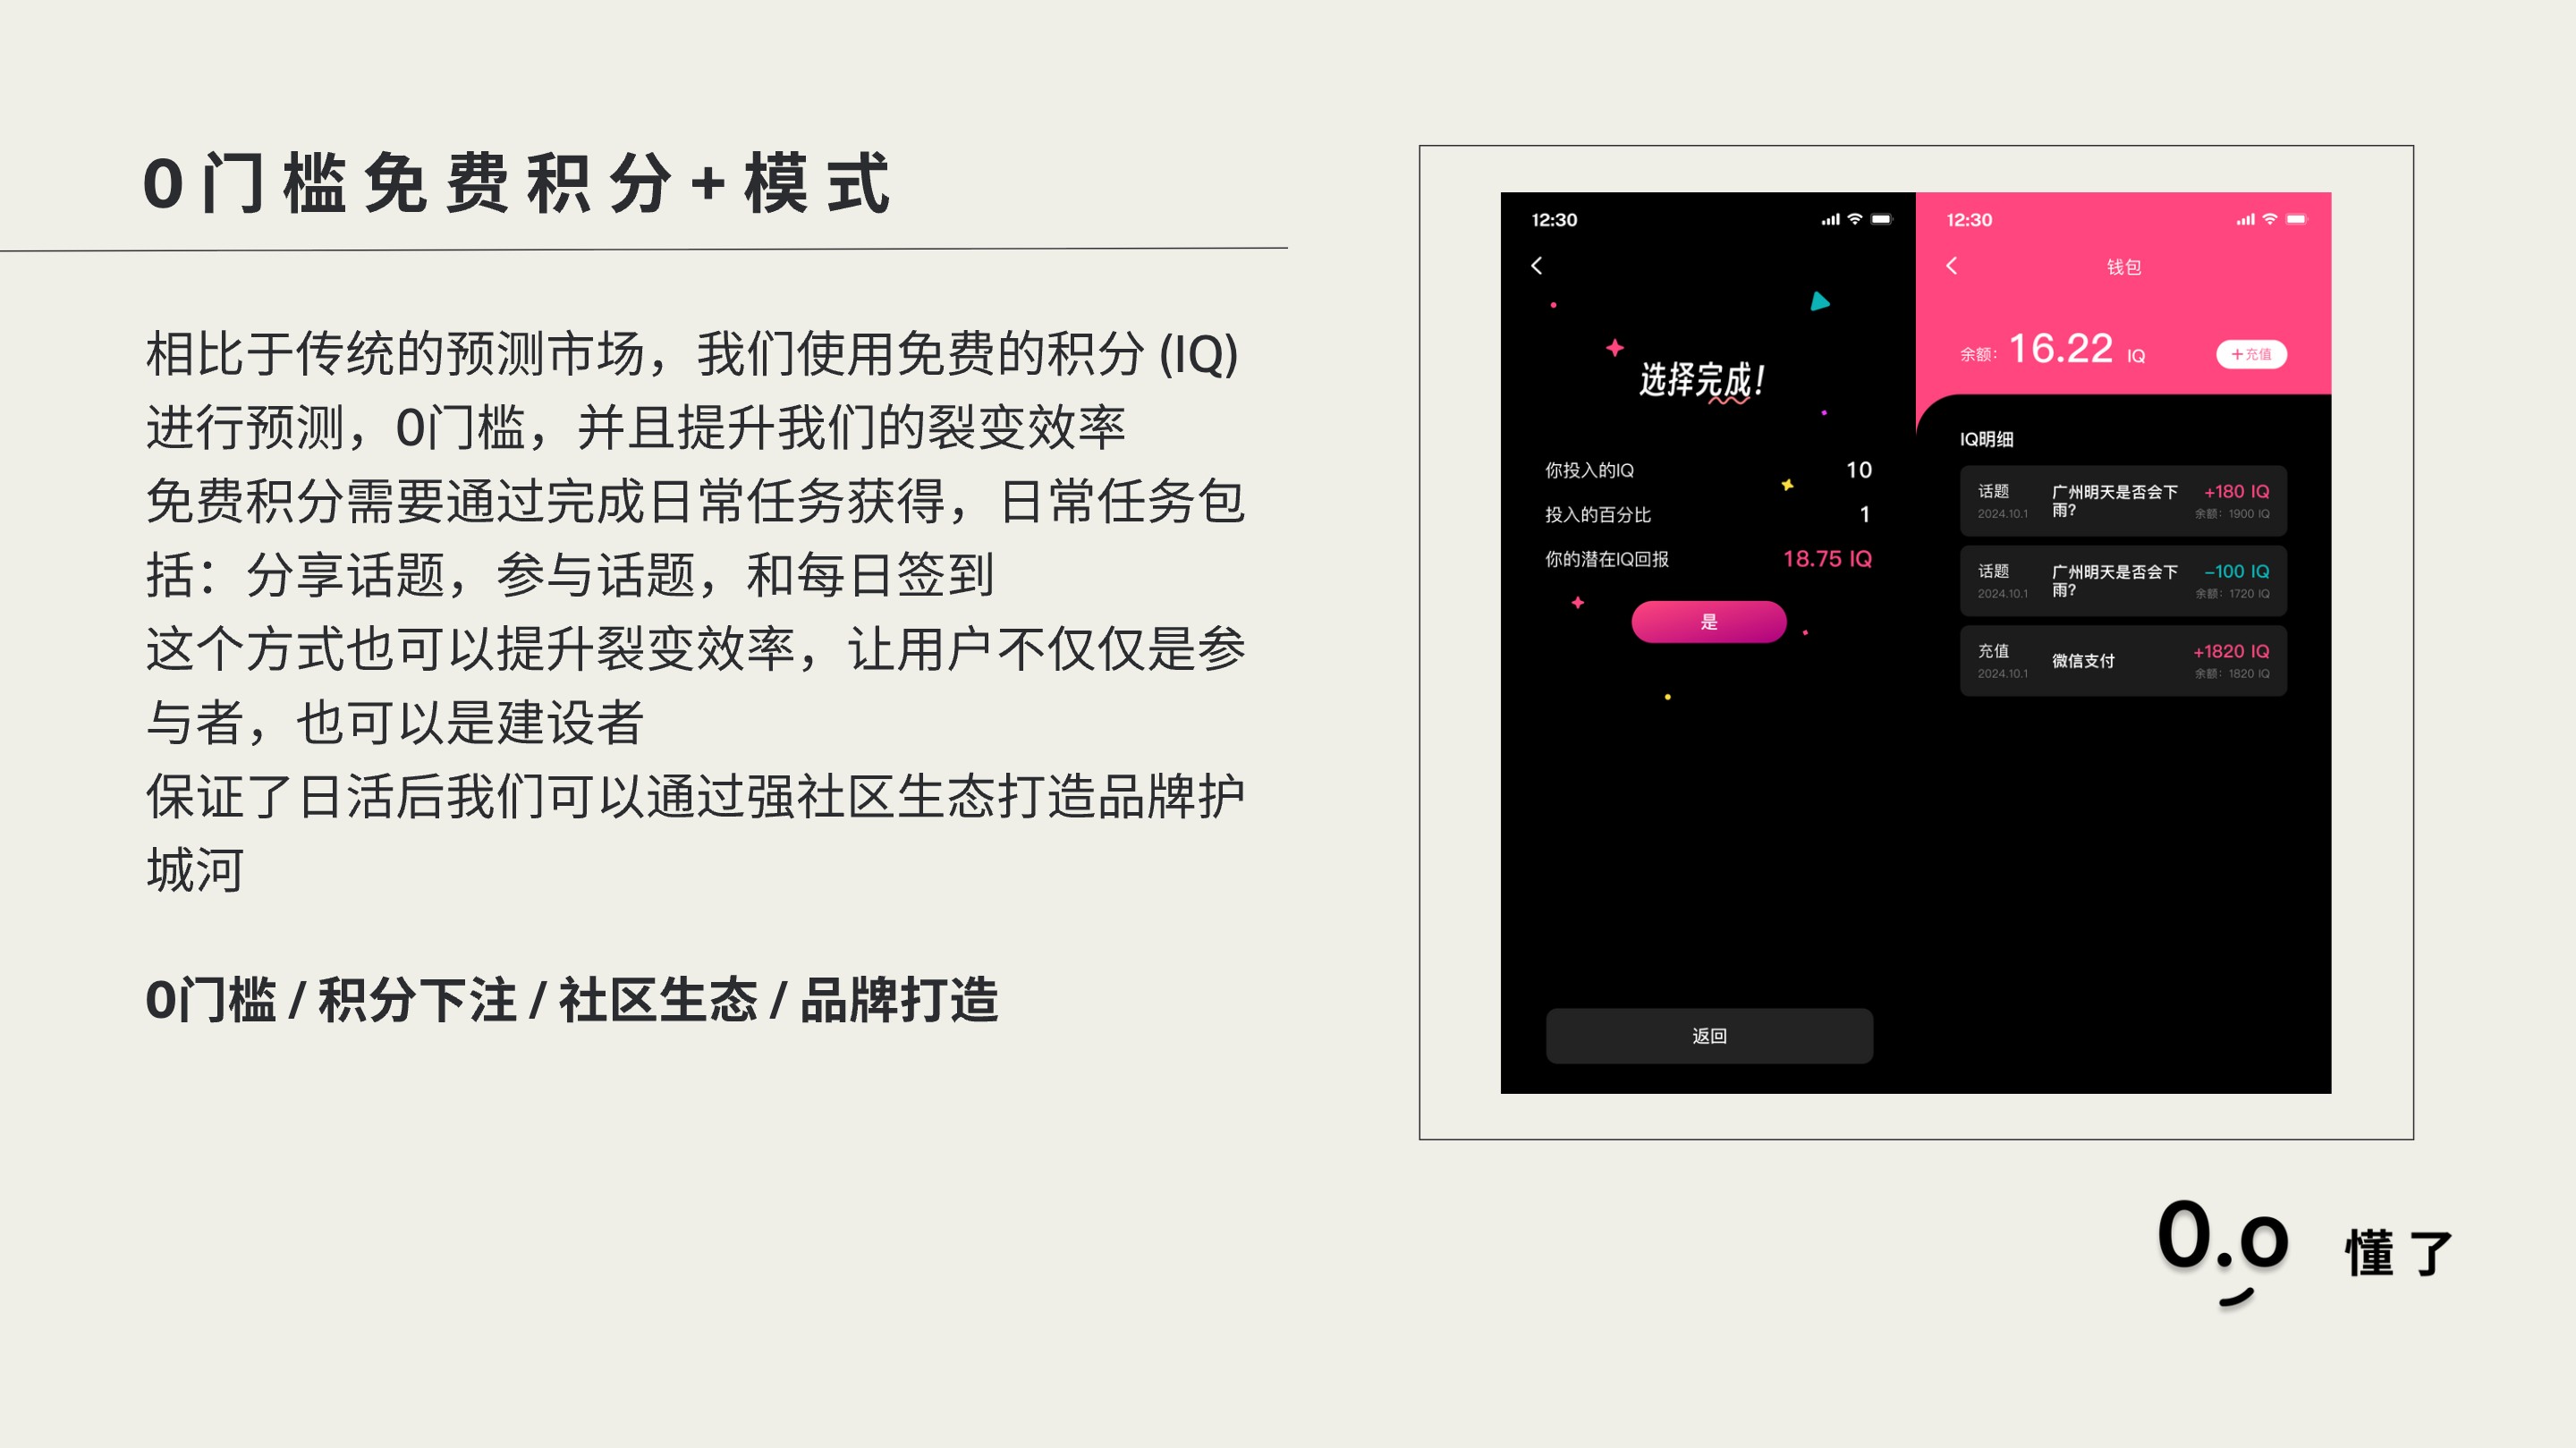 0门槛免费积分+模式
相比于传统的预测市场，我们使用免费的积分 (IQ)
进行预测，0门槛，并且提升我们的裂变效率
免费积分需要通过完成日常任务获得，日常任务包
括：分享话题，参与话题，和每日签到
这个方式也可以提升裂变效率，让用户不仅仅是参
与者，也可以是建设者
保证了日活后我们可以通过强社区生态打造品牌护
城河
0门槛 / 积分下注 / 社区生态 / 品牌打造
12:30
选择完成！
你投入的IQ 10
投入的百分比 1
你的潜在IQ回报 18.75 IQ
是
返回
12:30
钱包
余额： 16.22 IQ +充值
IQ明细
话题 广州明天是否会下 +180 IQ
2024.10.1 雨？ 余额：1900 IQ
话题 广州明天是否会下 -100 IQ
2024.10.1 雨？ 余额：1720 IQ
充值 微信支付 +1820 IQ
2024.10.1 余额：1820 IQ
0.o 懂了